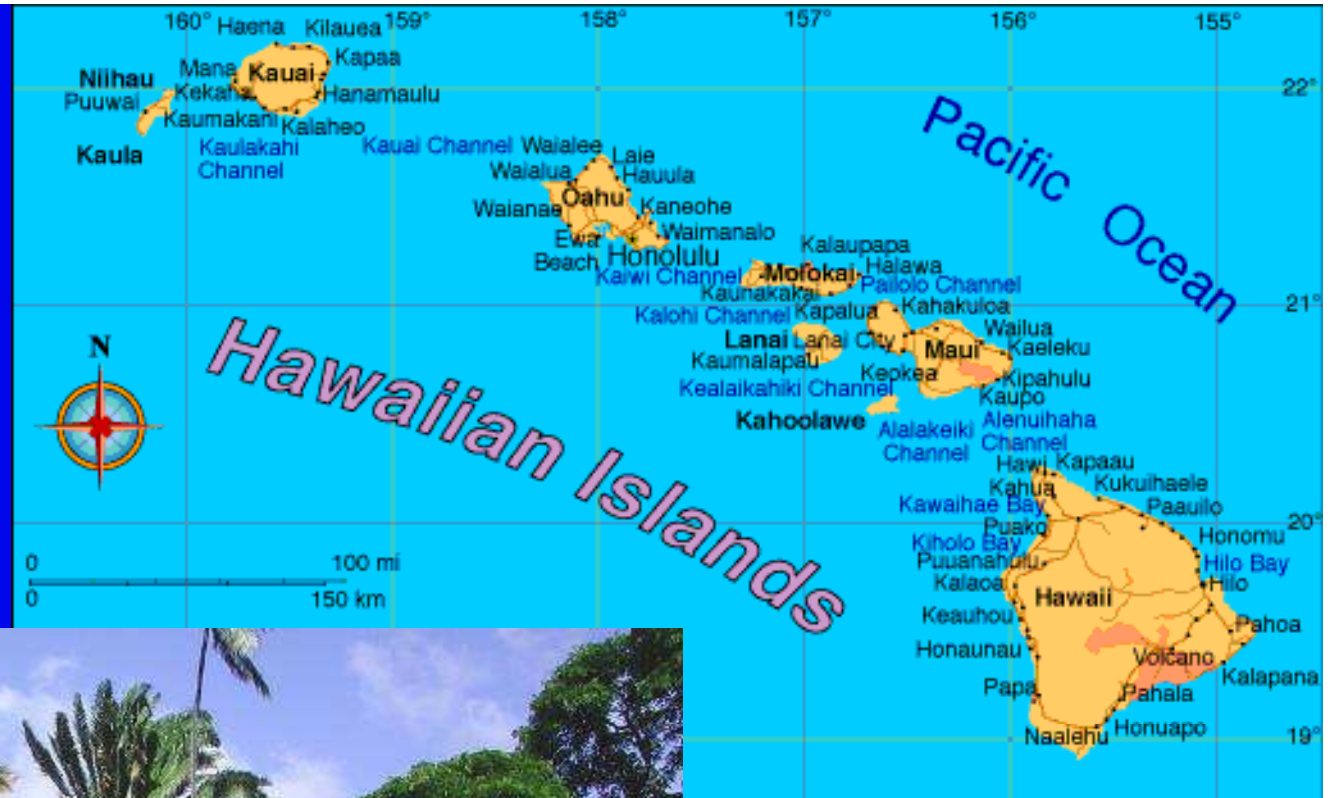 160°
159°
158°
157°
156°
155°
Haena
Kilauea
Kapaa
Mana
Kauai
Niihau
Puuwai
Kekaha
Hanamaulu
Kaumakani
Kalaheo
22°
Kaula
Kaulakahi
Channel
Kauai Channel
Waialee
Laie
Waialua
Hauula
Oahu
Waianae
Kaneohe
Ewa
Beach
Waimanalo
Honolulu
Pacific Ocean
Kaiwi Channel
Kalaupapa
Molokai
Halawa
Kaunakakai
Pailolo Channel
21°
Kalohi Channel
Kapalua
Kahakuloa
Lanai
Lanai City
Wailua
Maui
Kaeleku
Kaumalapau
Keokea
Kipahulu
Kaupo
Kealaikahiki Channel
Kahoolawe
Alalakeiki
Channel
Alenuihaha
Channel
N
Hawaiian Islands
Hawi
Kapaau
Kahua
Kukuihaele
Kawaihae Bay
Paauilo
Puako
20°
Honomu
Kiholo Bay
Puuanahulu
Hilo Bay
Kalaoa
Hilo
Hawaii
Keauhou
Pahoa
Honaunau
Volcano
Kalapana
Papa
Pahala
Honuapo
Naalehu
19°
0 100 mi
0 150 km